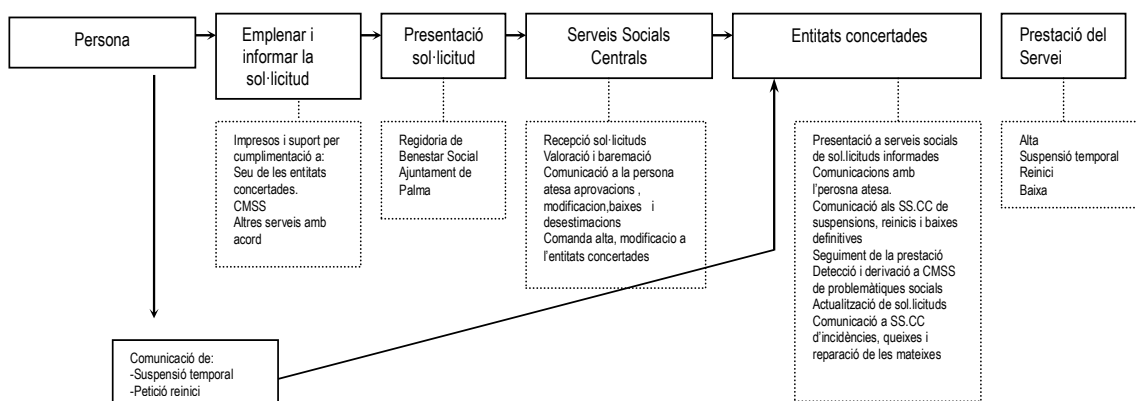 Persona
Emplenar i
informar la
sol·licitud
Presentació
sol·licitud
Serveis Socials
Centrals
Entitats concertades
Prestació del
Servei
Impresos i suport per
cumplimentació a:
Seu de les entitats
concertades.
CMSS
Altres serveis amb
acord
Regidoria de
Benestar Social
Ajuntament de
Palma
Recepció sol·licituds
Valoració i baremació
Comunicació a la persona
atesa aprovacions ,
modificacion,baixes i
desestimacions
Comanda alta, modificacio a
l'entitats concertades
Presentació a serveis socials
de sol.licituds informades
Comunicacions amb
l'perosna atesa.
Comunicació als SS.CC de
suspensions, reinicis i baixes
definitives
Seguiment de la prestació
Detecció i derivació a CMSS
de problemàtiques socials
Actualització de sol.licituds
Comunicació a SS.CC
d'incidències, queixes i
reparació de les mateixes
Alta
Suspensió temporal
Reinici
Baixa
Comunicació de:
-Suspensió temporal
-Petició reinici